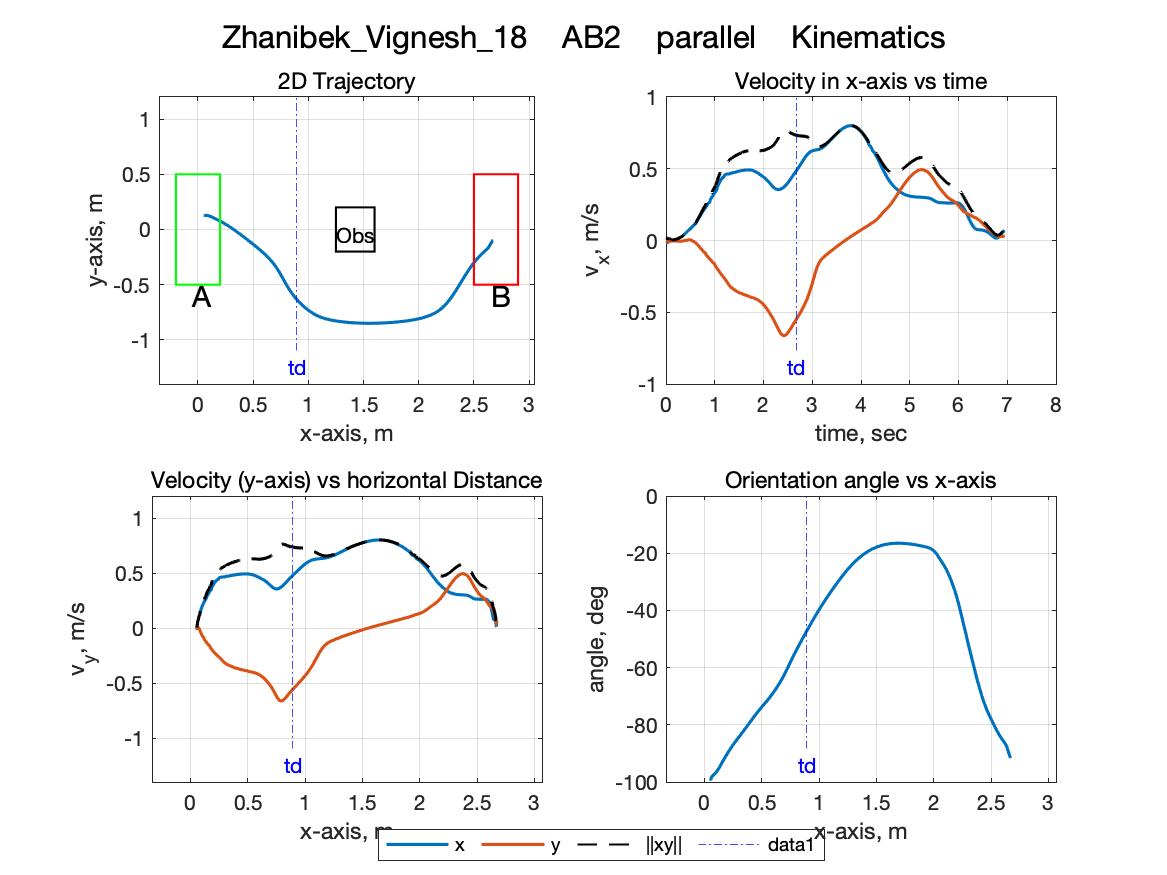 Zhanibek_Vignesh_18 AB2 parallel Kinematics
2D Trajectory
1
0.5
0
-0.5
-1
y-axis, m
A
Obs
B
td
0 0.5 1 1.5 2 2.5 3
x-axis, m
Velocity in x-axis vs time
1
0.5
0
-0.5
-1
v_x, m/s
td
0 1 2 3 4 5 6 7 8
time, sec
Velocity (y-axis) vs horizontal Distance
1
0.5
0
-0.5
-1
v_y, m/s
td
0 0.5 1 1.5 2 2.5 3
x-axis, m
Orientation angle vs x-axis
0
-20
-40
-60
-80
-100
angle, deg
td
0 0.5 1 1.5 2 2.5 3
x-axis, m
x y ||xy|| data1